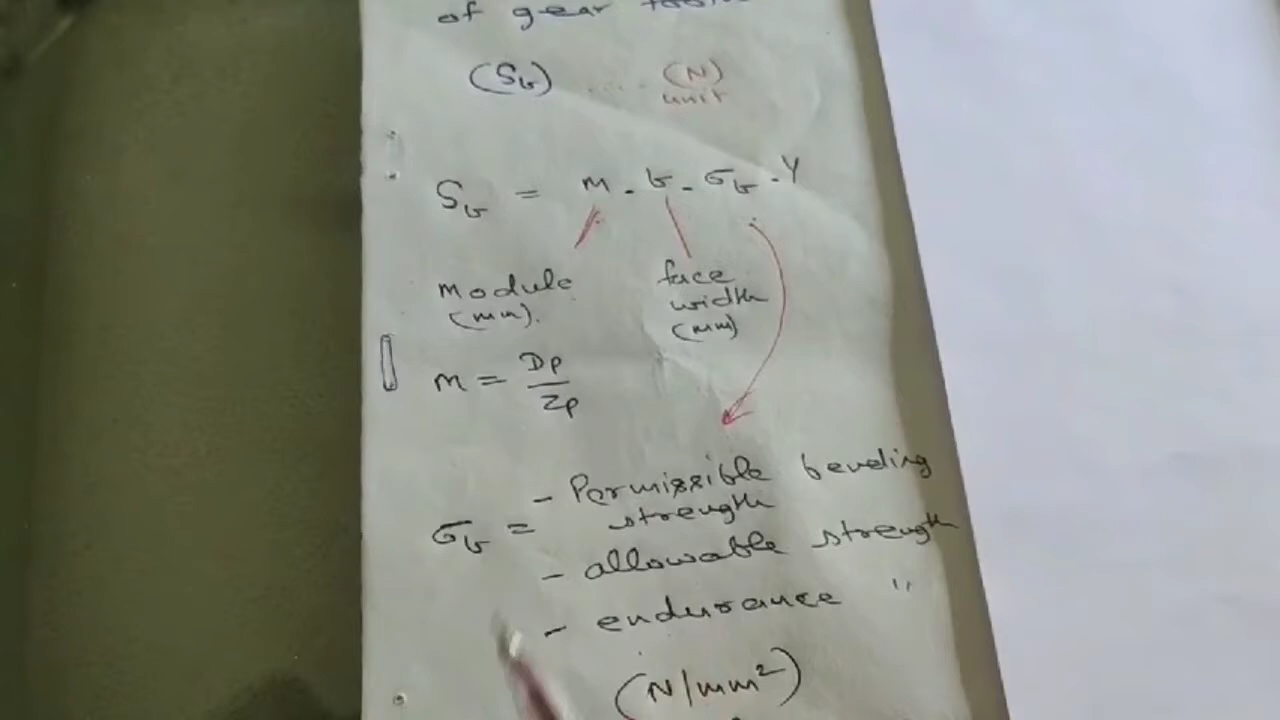 of gear
(Sb) ..... (N)
unit
Sb = m . b . σb . Y
module
(mm).
face
width
(mm)
m = Dp / Zp
σb = - Permissible bending
strength
- allowable strength
- endurance "
(N/mm²)